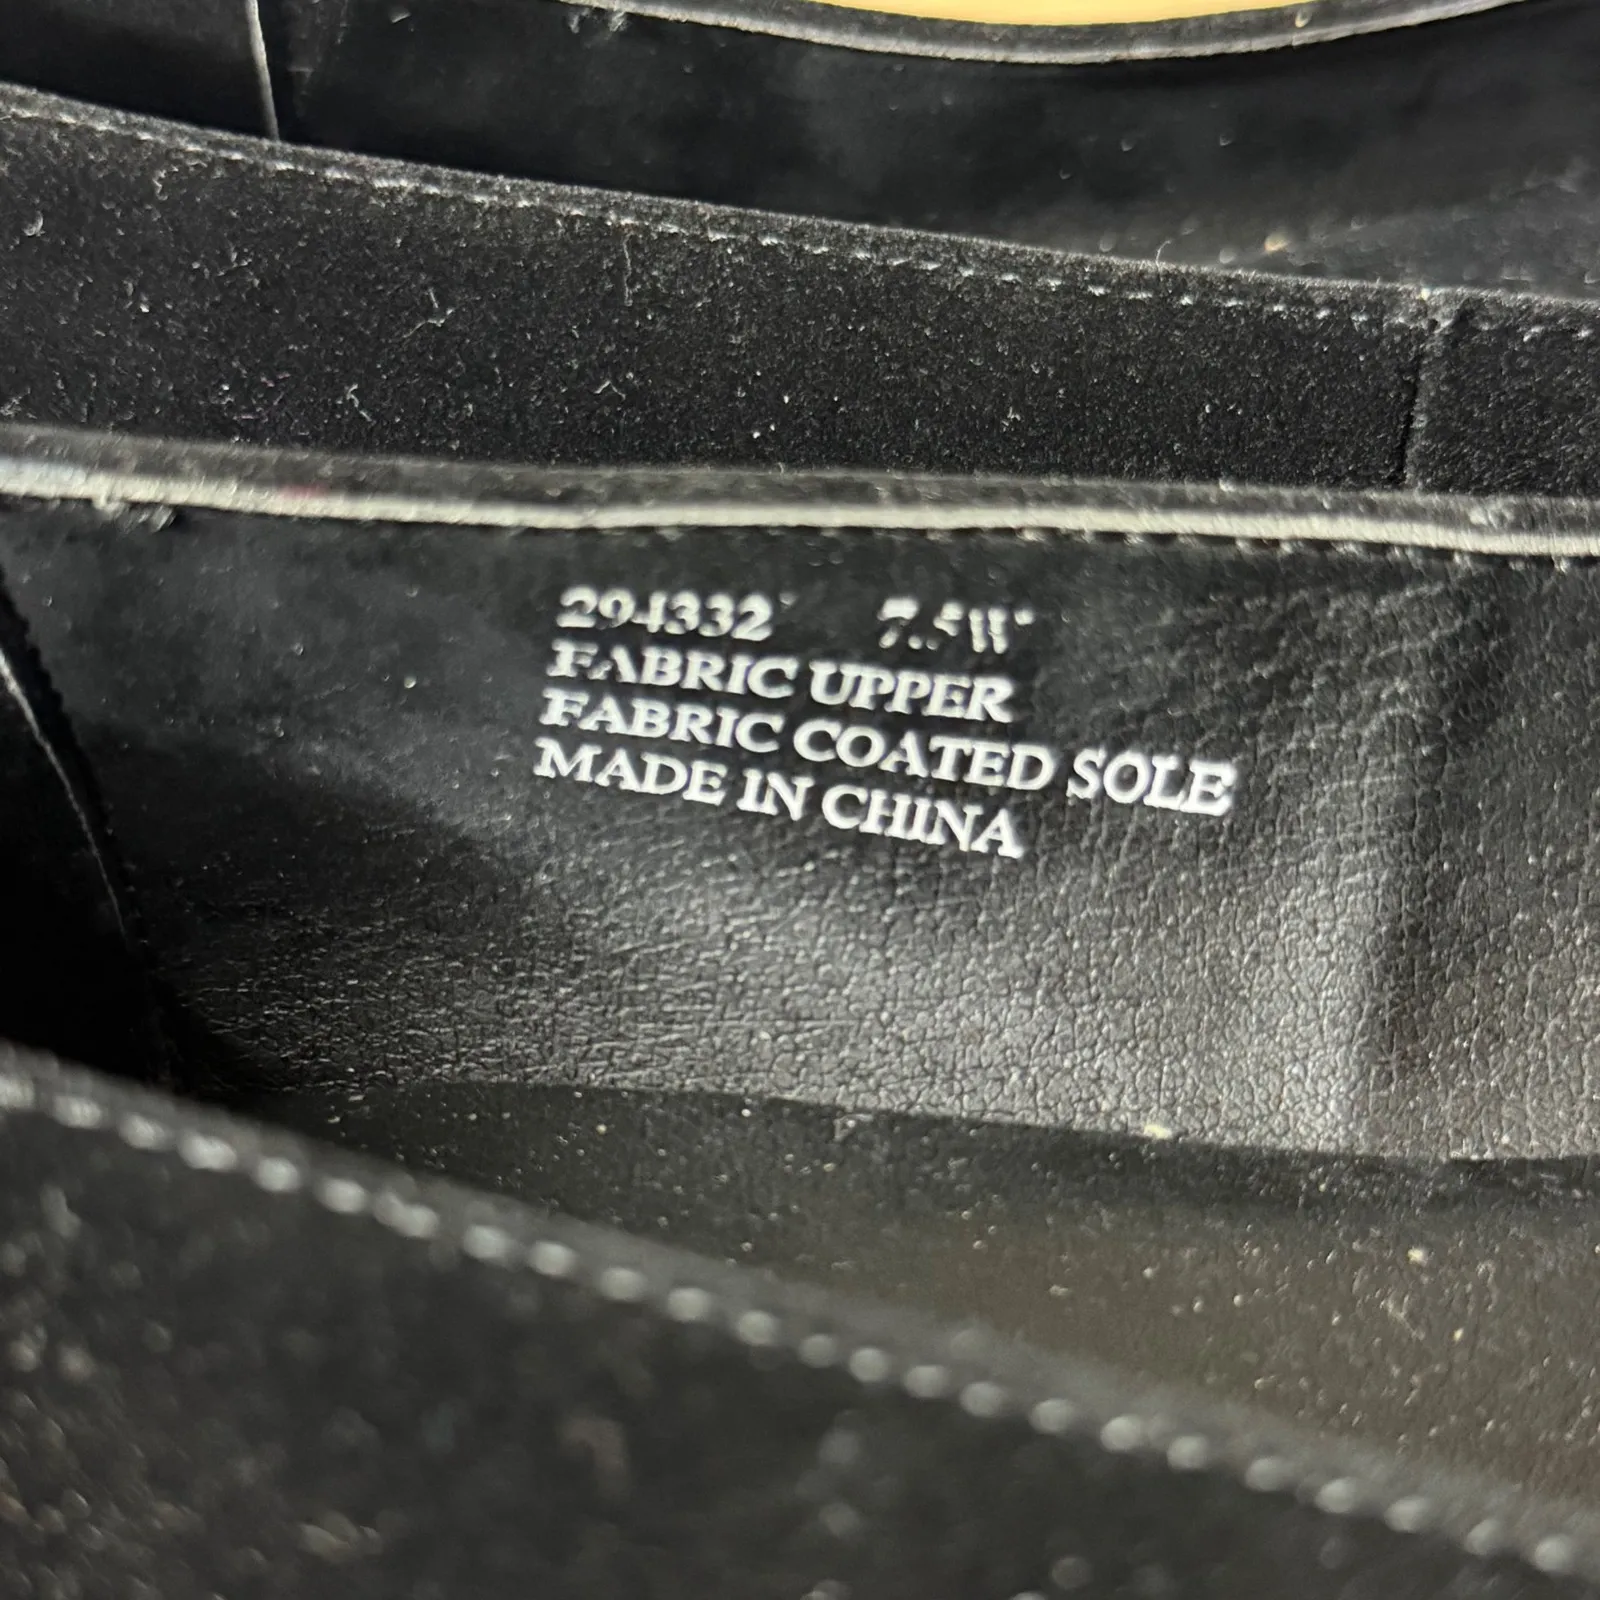 294332 7.5W
FABRIC UPPER
FABRIC COATED SOLE
MADE IN CHINA